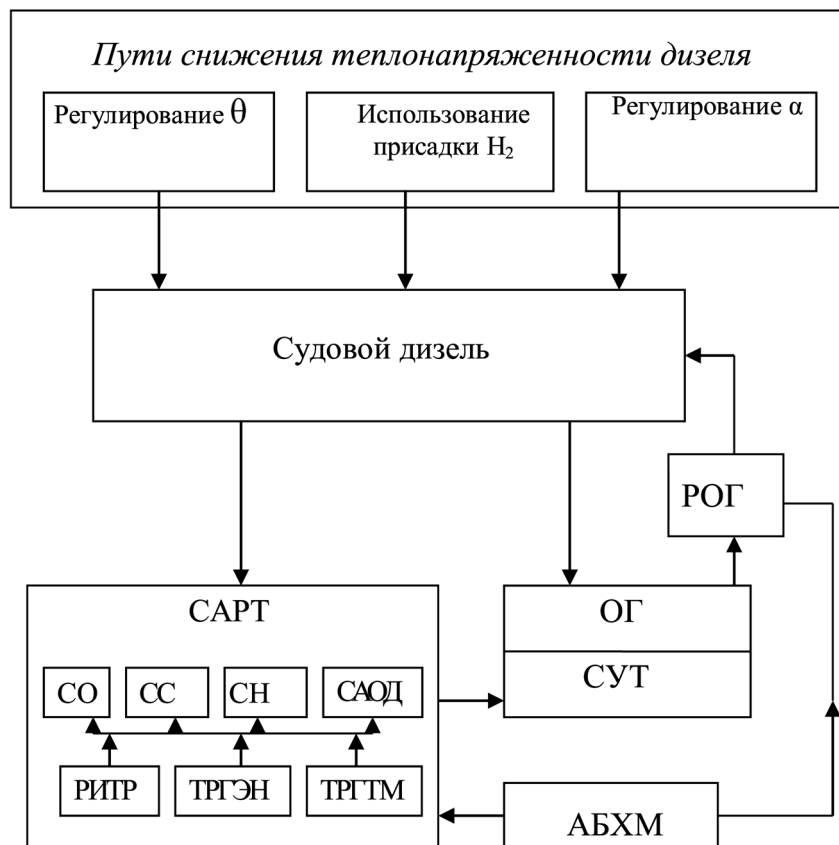 Пути снижения теплонапряженности дизеля
Регулирование θ
Использование
присадки H₂
Регулирование α
Судовой дизель
РОГ
САРТ
ОГ
СУТ
СО
СС
СН
САОД
РИТР
ТРГЭН
ТРГТМ
АБХМ